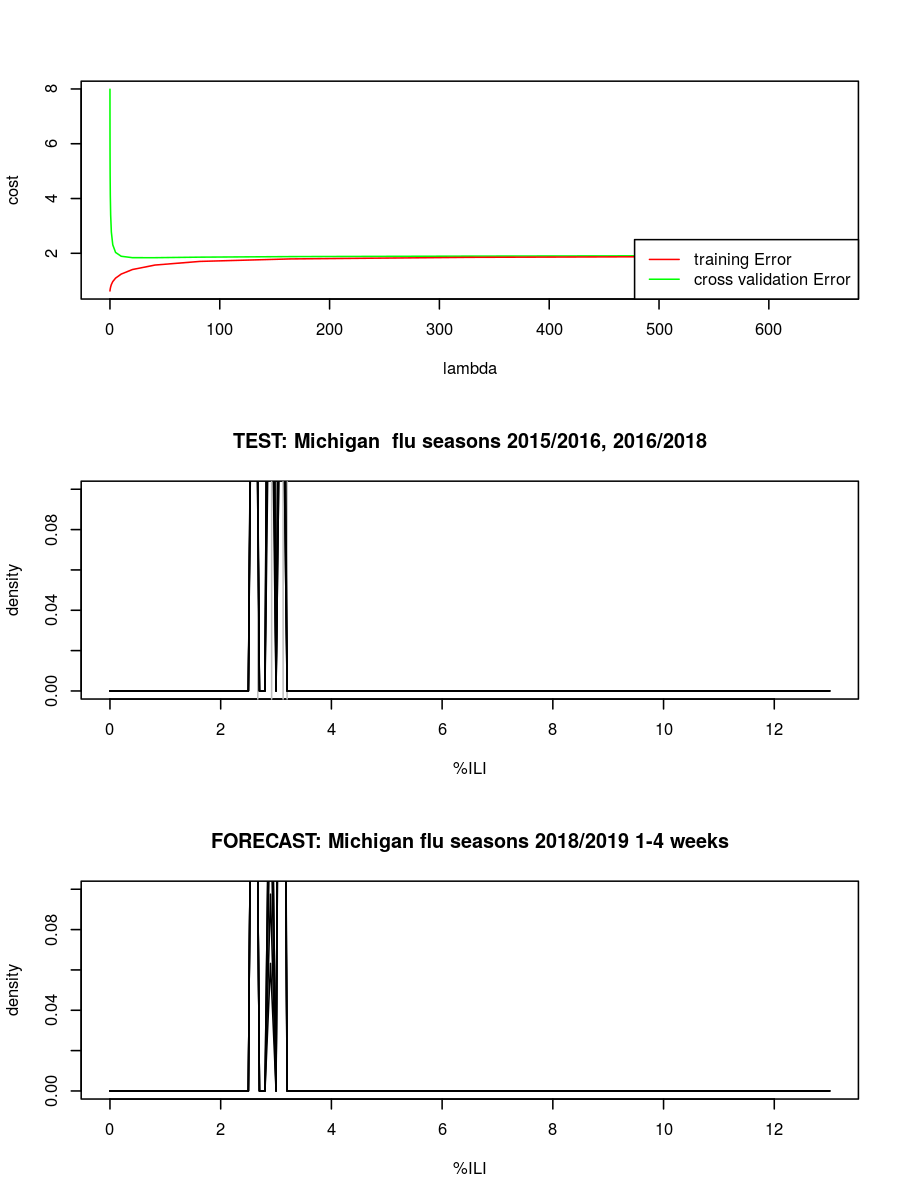 8
6
4
2
cost
training Error
cross validation Error
0 100 200 300 400 500 600
lambda
TEST: Michigan  flu seasons 2015/2016, 2016/2018
0.08
0.04
0.00
density
0 2 4 6 8 10 12
%ILI
FORECAST: Michigan flu seasons 2018/2019 1-4 weeks
0.08
0.04
0.00
density
0 2 4 6 8 10 12
%ILI